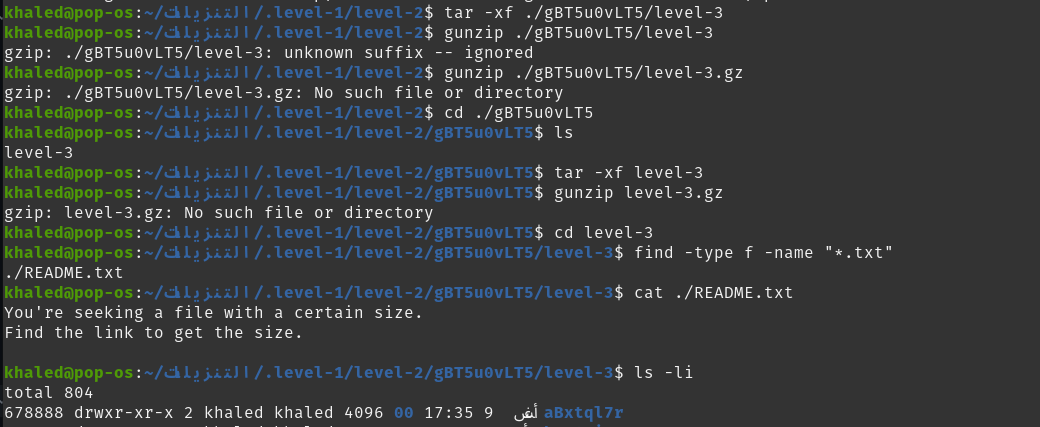 khaled@pop-os:~/التنزيلات/.level-1/level-2$ tar -xf ./gBT5u0vLT5/level-3
khaled@pop-os:~/التنزيلات/.level-1/level-2$ gunzip ./gBT5u0vLT5/level-3
gzip: ./gBT5u0vLT5/level-3: unknown suffix -- ignored
khaled@pop-os:~/التنزيلات/.level-1/level-2$ gunzip ./gBT5u0vLT5/level-3.gz
gzip: ./gBT5u0vLT5/level-3.gz: No such file or directory
khaled@pop-os:~/التنزيلات/.level-1/level-2$ cd ./gBT5u0vLT5
khaled@pop-os:~/التنزيلات/.level-1/level-2/gBT5u0vLT5$ ls
level-3
khaled@pop-os:~/التنزيلات/.level-1/level-2/gBT5u0vLT5$ tar -xf level-3
khaled@pop-os:~/التنزيلات/.level-1/level-2/gBT5u0vLT5$ gunzip level-3.gz
gzip: level-3.gz: No such file or directory
khaled@pop-os:~/التنزيلات/.level-1/level-2/gBT5u0vLT5$ cd level-3
khaled@pop-os:~/التنزيلات/.level-1/level-2/gBT5u0vLT5/level-3$ find -type f -name "*.txt"
./README.txt
khaled@pop-os:~/التنزيلات/.level-1/level-2/gBT5u0vLT5/level-3$ cat ./README.txt
You're seeking a file with a certain size.
Find the link to get the size.
khaled@pop-os:~/التنزيلات/.level-1/level-2/gBT5u0vLT5/level-3$ ls -li
total 804
678888 drwxr-xr-x 2 khaled khaled 4096 00 17:35 9 أغس aBxtql7r